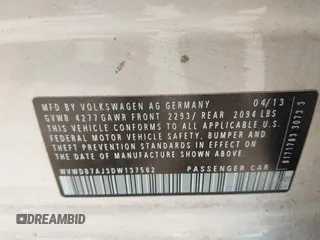 MFD BY VOLKSWAGEN AG GERMANY 04/13
GVWR 4277 GAWR FRONT 2293/ REAR 2094 LBS
THIS VEHICLE CONFORMS TO ALL APPLICABLE U.S.
FEDERAL MOTOR VEHICLE SAFETY, BUMPER AND
THEFT PREVENTION STANDARDS IN EFFECT ON THE
DATE OF MANUFACTURE SHOWN ABOVE.
WVWDB7AJ3DW137562 PASSENGER CAR
DREAMBID